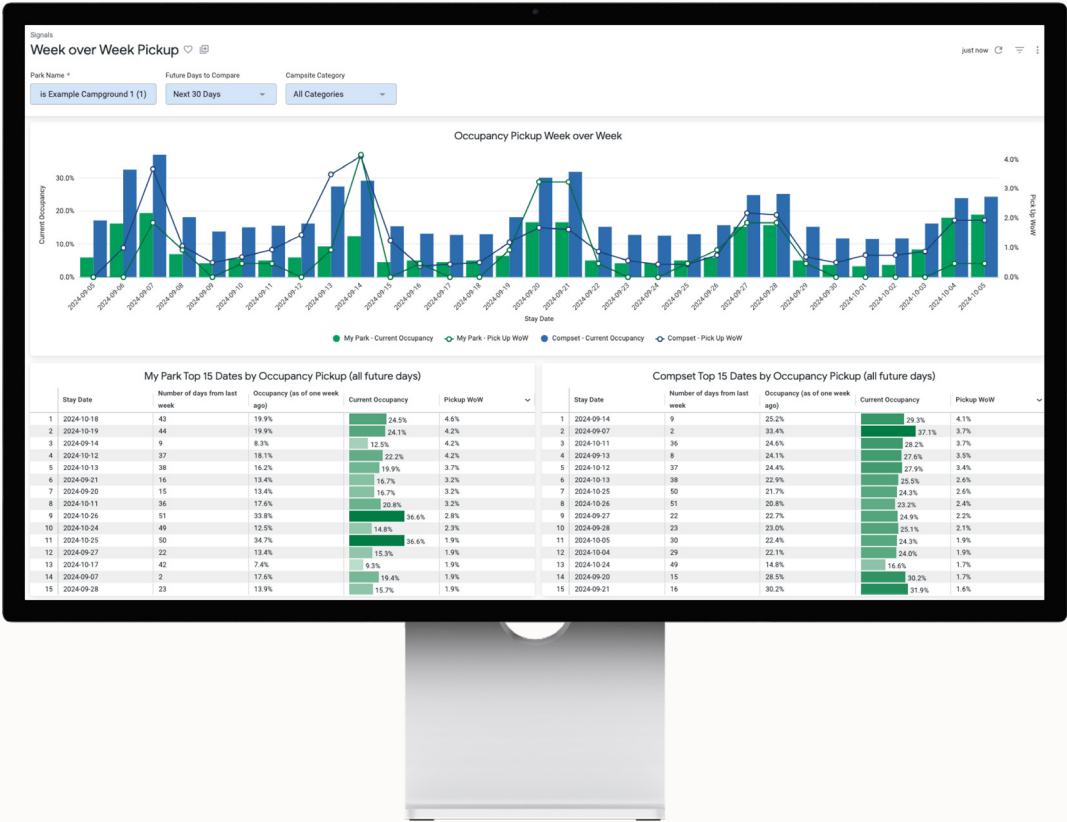 Signals
Week over Week Pickup
just now
Park Name *
Future Days to Compare
Campsite Category
is Example Campground 1 (1)
Next 30 Days
All Categories
Occupancy Pickup Week over Week
Current Occupancy
30.0%
20.0%
10.0%
0.0%
4.0%
3.0%
2.0%
1.0%
0.0%
Pick Up WoW
2024-09-05
2024-09-06
2024-09-07
2024-09-08
2024-09-09
2024-09-10
2024-09-11
2024-09-12
2024-09-13
2024-09-14
2024-09-15
2024-09-16
2024-09-17
2024-09-18
2024-09-19
2024-09-20
2024-09-21
2024-09-22
2024-09-23
2024-09-24
2024-09-25
2024-09-26
2024-09-27
2024-09-28
2024-09-29
2024-09-30
2024-10-01
2024-10-02
2024-10-03
2024-10-04
2024-10-05
Stay Date
My Park - Current Occupancy
My Park - Pick Up WoW
Compset - Current Occupancy
Compset - Pick Up WoW
My Park Top 15 Dates by Occupancy Pickup (all future days)
Stay Date Number of days from last week Occupancy (as of one week ago) Current Occupancy Pickup WoW
1 2024-10-18 43 19.9% 24.5% 4.6%
2 2024-10-19 44 19.9% 24.1% 4.2%
3 2024-09-14 9 8.3% 12.5% 4.2%
4 2024-10-12 37 18.1% 22.2% 4.2%
5 2024-10-13 38 16.2% 19.9% 3.7%
6 2024-09-21 16 13.4% 16.7% 3.2%
7 2024-09-20 15 13.4% 16.7% 3.2%
8 2024-10-11 36 17.6% 20.8% 3.2%
9 2024-10-26 51 33.8% 36.6% 2.8%
10 2024-10-24 49 12.5% 14.8% 2.3%
11 2024-10-25 50 34.7% 36.6% 1.9%
12 2024-09-27 22 13.4% 15.3% 1.9%
13 2024-10-17 42 7.4% 9.3% 1.9%
14 2024-09-07 2 17.6% 19.4% 1.9%
15 2024-09-28 23 13.9% 15.7% 1.9%
Compset Top 15 Dates by Occupancy Pickup (all future days)
Stay Date Number of days from last week Occupancy (as of one week ago) Current Occupancy Pickup WoW
1 2024-09-14 9 25.2% 29.3% 4.1%
2 2024-09-07 2 33.4% 37.1% 3.7%
3 2024-10-11 36 24.6% 28.2% 3.7%
4 2024-09-13 8 24.1% 27.6% 3.5%
5 2024-10-12 37 24.4% 27.9% 3.4%
6 2024-10-13 38 22.9% 25.5% 2.6%
7 2024-10-25 50 21.7% 24.3% 2.6%
8 2024-10-26 51 20.8% 23.2% 2.4%
9 2024-09-27 22 22.7% 24.9% 2.2%
10 2024-09-28 23 23.0% 25.1% 2.1%
11 2024-10-05 30 22.4% 24.3% 1.9%
12 2024-10-04 29 22.1% 24.0% 1.9%
13 2024-10-24 49 14.8% 16.6% 1.7%
14 2024-09-20 15 28.5% 30.2% 1.7%
15 2024-09-21 16 30.2% 31.9% 1.6%